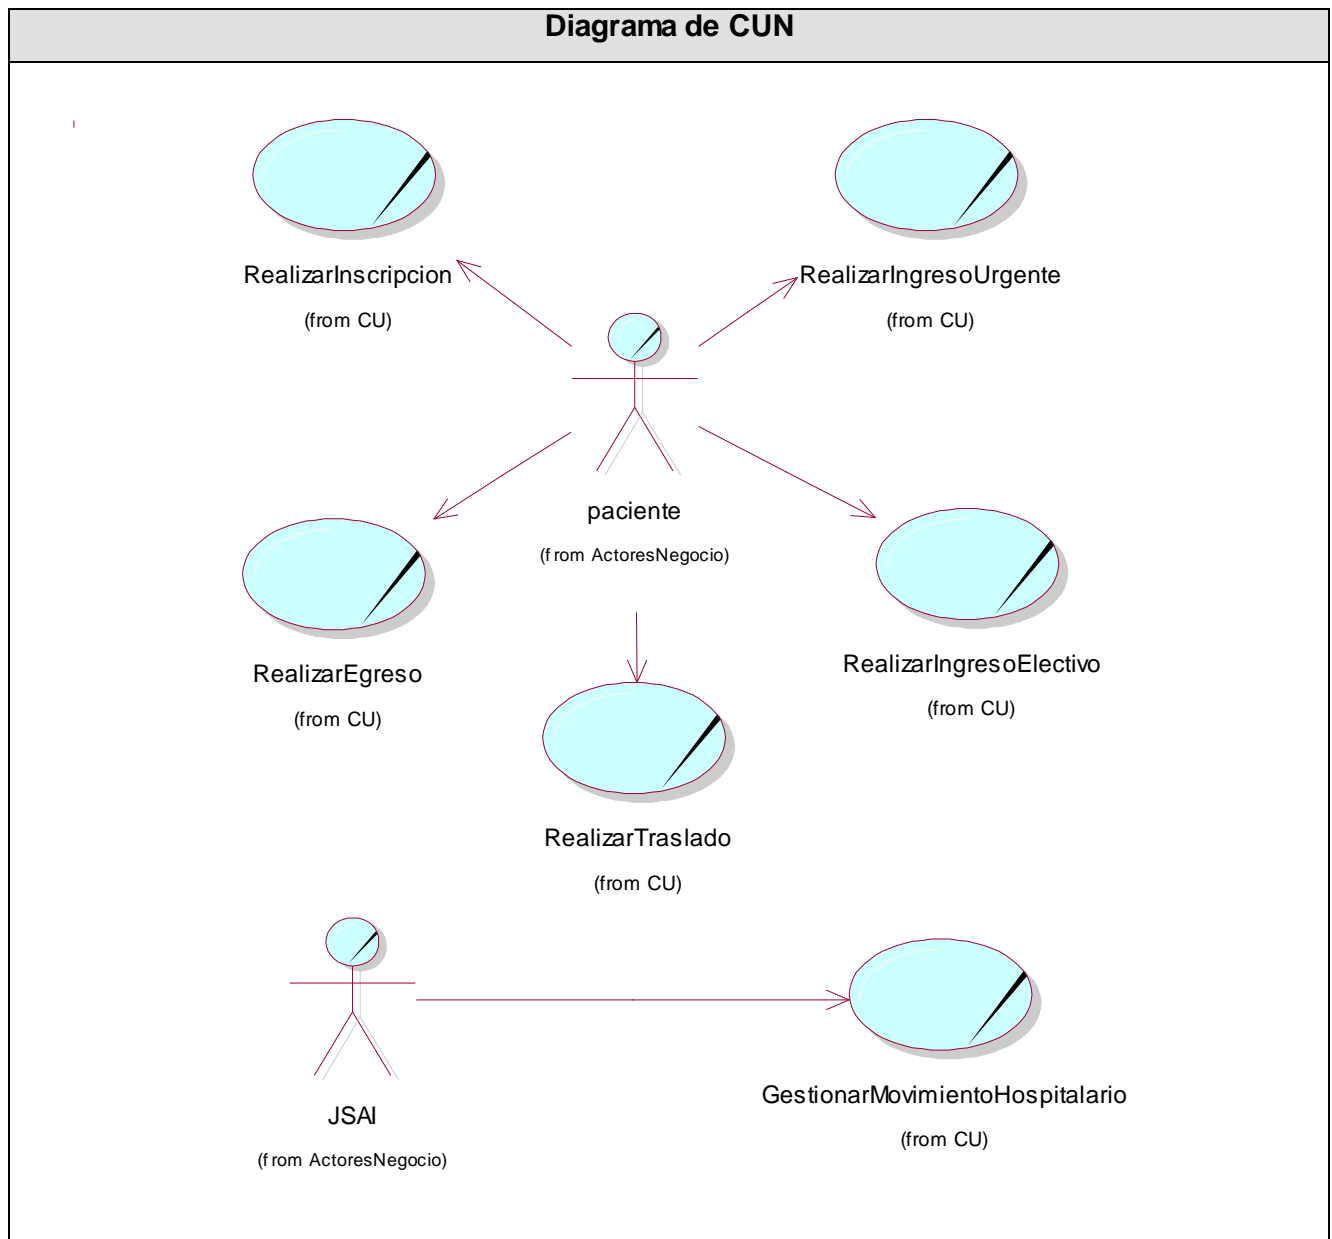 Diagrama de CUN
RealizarInscripcion
(from CU)
RealizarIngresoUrgente
(from CU)
paciente
(from ActoresNegocio)
RealizarEgreso
(from CU)
RealizarIngresoElectivo
(from CU)
RealizarTraslado
(from CU)
JSAI
(from ActoresNegocio)
GestionarMovimientoHospitalario
(from CU)